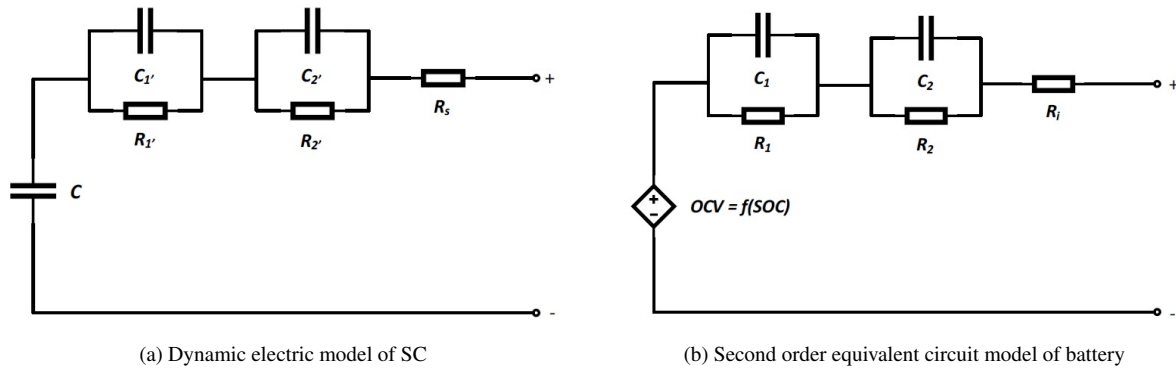 C₁′
C₂′
R₁′
R₂′
Rₛ
+
C
-
(a) Dynamic electric model of SC
C₁
C₂
R₁
R₂
Rᵢ
+
+
-
OCV = f(SOC)
-
(b) Second order equivalent circuit model of battery